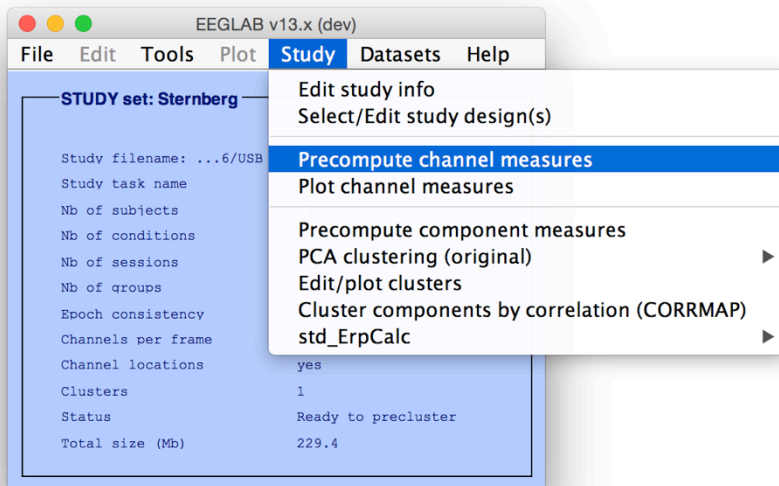 EEGLAB v13.x (dev)
File Edit Tools Plot Study Datasets Help
STUDY set: Sternberg
Study filename: ...6/USB
Study task name
Nb of subjects
Nb of conditions
Nb of sessions
Nb of groups
Epoch consistency
Channels per frame
Channel locations yes
Clusters 1
Status Ready to precluster
Total size (Mb) 229.4
Edit study info
Select/Edit study design(s)
Precompute channel measures
Plot channel measures
Precompute component measures
PCA clustering (original)
Edit/plot clusters
Cluster components by correlation (CORRMAP)
std_ErpCalc